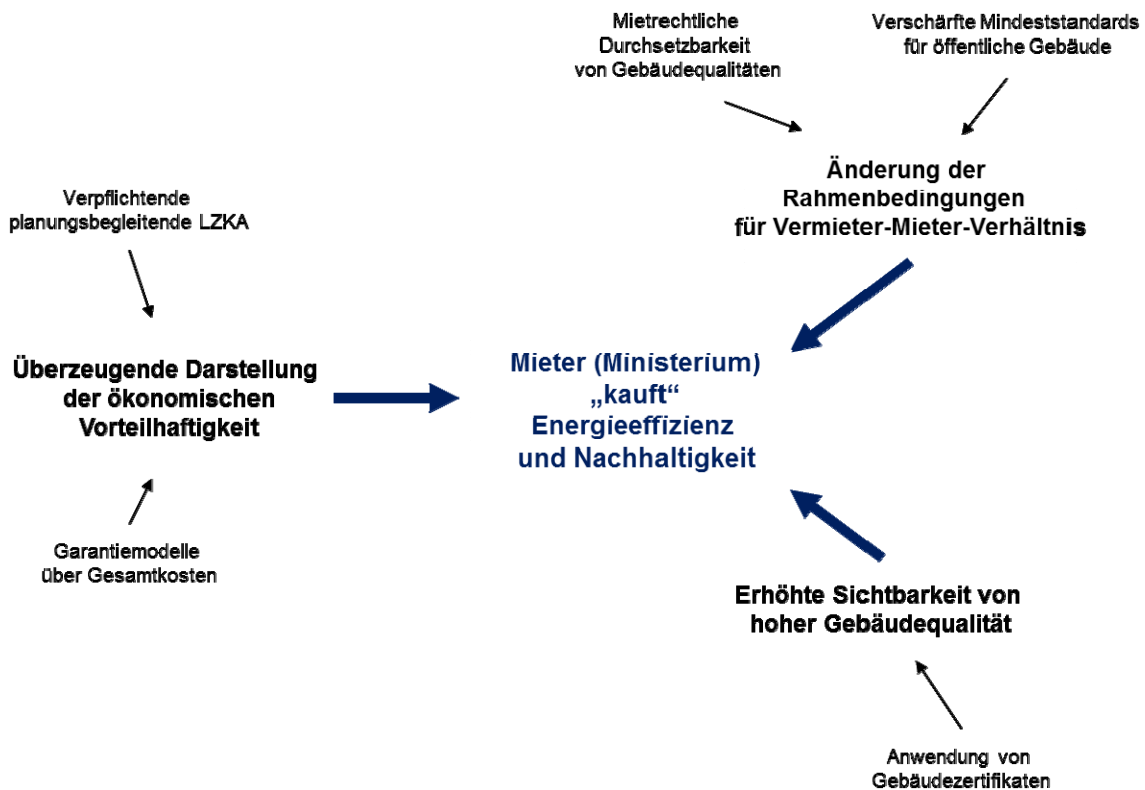 Mietrechtliche
Durchsetzbarkeit
von Gebäudequalitäten
Verschärfte Mindeststandards
für öffentliche Gebäude
Änderung der
Rahmenbedingungen
für Vermieter-Mieter-Verhältnis
Verpflichtende
planungsbegleitende LZKA
Überzeugende Darstellung
der ökonomischen
Vorteilhaftigkeit
Mieter (Ministerium)
„kauft“
Energieeffizienz
und Nachhaltigkeit
Garantiemodelle
über Gesamtkosten
Erhöhte Sichtbarkeit von
hoher Gebäudequalität
Anwendung von
Gebäudezertifikaten